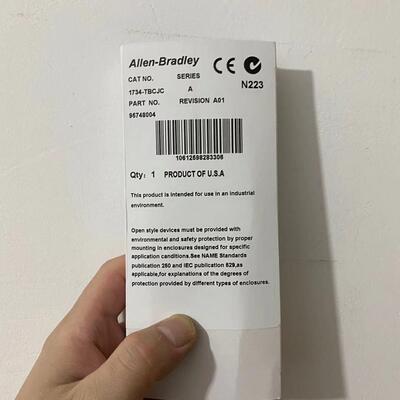 Allen-Bradley
CE
N223
CAT NO. SERIES
1734-TBCJC A
PART NO. REVISION A01
95748004
10612598283306
Qty: 1 PRODUCT OF U.S.A
This product is intended for use in an industrial
environment.
Open style devices must be provided with
environmental and safety protection by proper
mounting in enclosures designed for specific
application conditions.See NAME Standards
publication 250 and IEC publication 529,as
applicable,for explanations of the degrees of
protection provided by different types of enclosures.